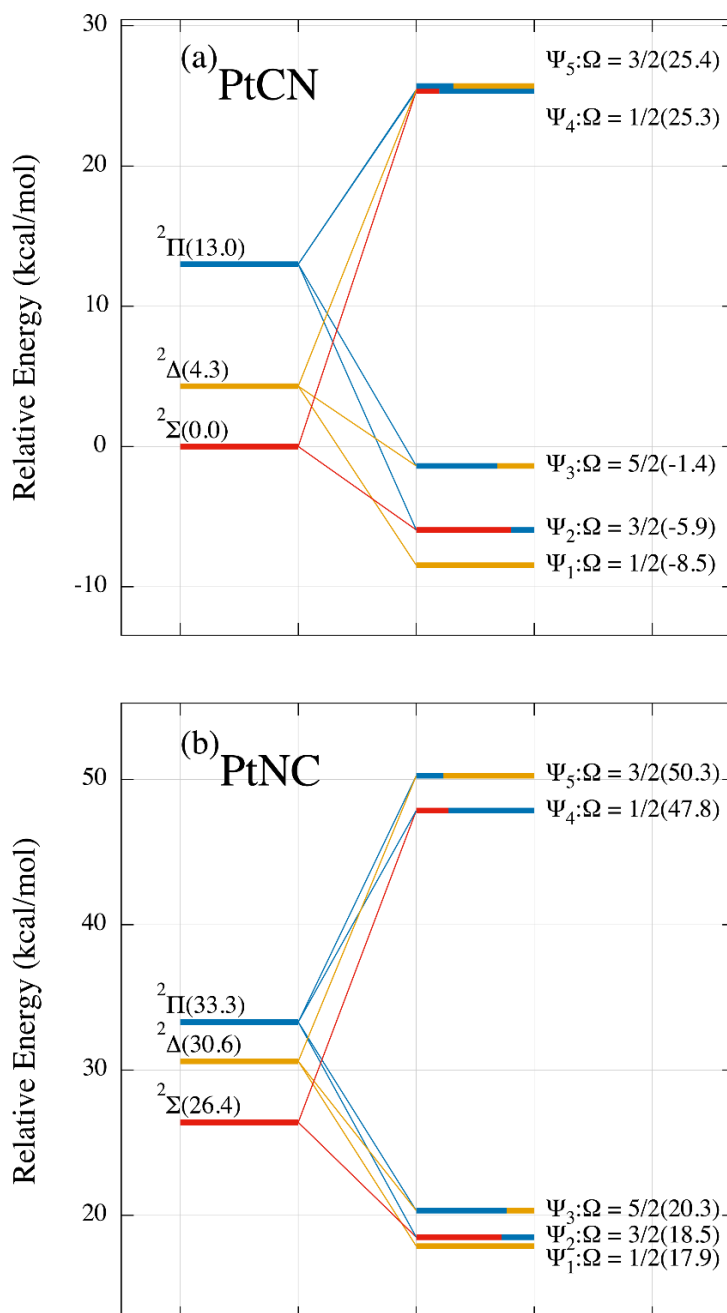 (a)
PtCN
Relative Energy (kcal/mol)
30
20
10
0
-10
²Π(13.0)
²Δ(4.3)
²Σ(0.0)
Ψ₅:Ω = 3/2(25.4)
Ψ₄:Ω = 1/2(25.3)
Ψ₃:Ω = 5/2(-1.4)
Ψ₂:Ω = 3/2(-5.9)
Ψ₁:Ω = 1/2(-8.5)
(b)
PtNC
Relative Energy (kcal/mol)
50
40
30
20
²Π(33.3)
²Δ(30.6)
²Σ(26.4)
Ψ₅:Ω = 3/2(50.3)
Ψ₄:Ω = 1/2(47.8)
Ψ₃:Ω = 5/2(20.3)
Ψ₂:Ω = 3/2(18.5)
Ψ₁:Ω = 1/2(17.9)